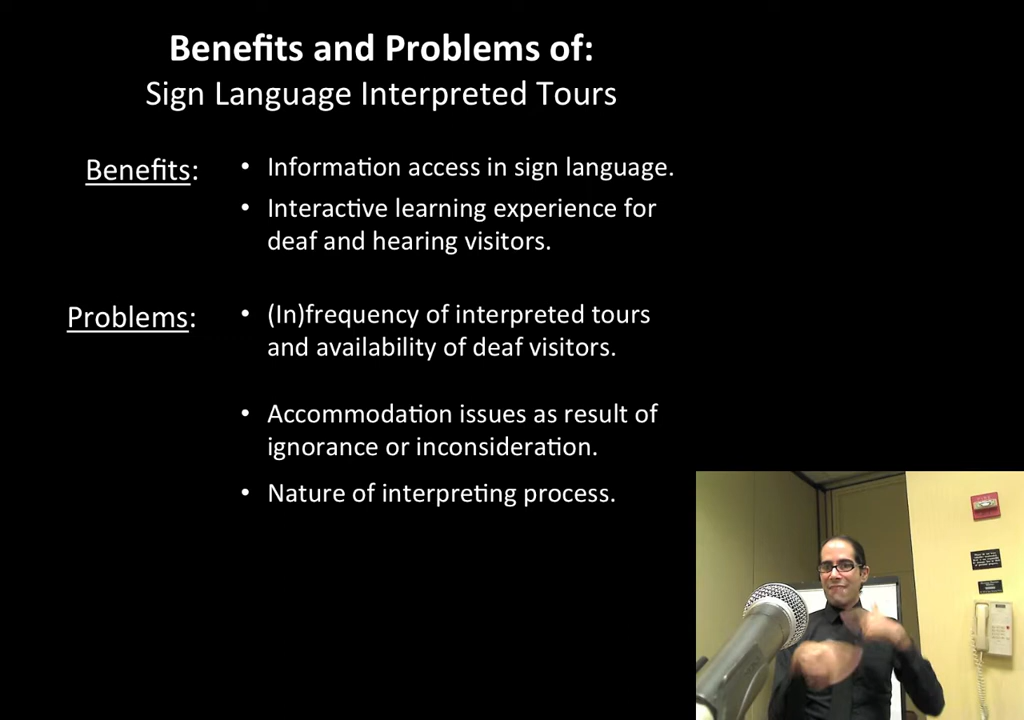 Benefits and Problems of:
Sign Language Interpreted Tours
Benefits:
• Information access in sign language.
• Interactive learning experience for
deaf and hearing visitors.
Problems:
• (In)frequency of interpreted tours
and availability of deaf visitors.
• Accommodation issues as result of
ignorance or inconsideration.
• Nature of interpreting process.